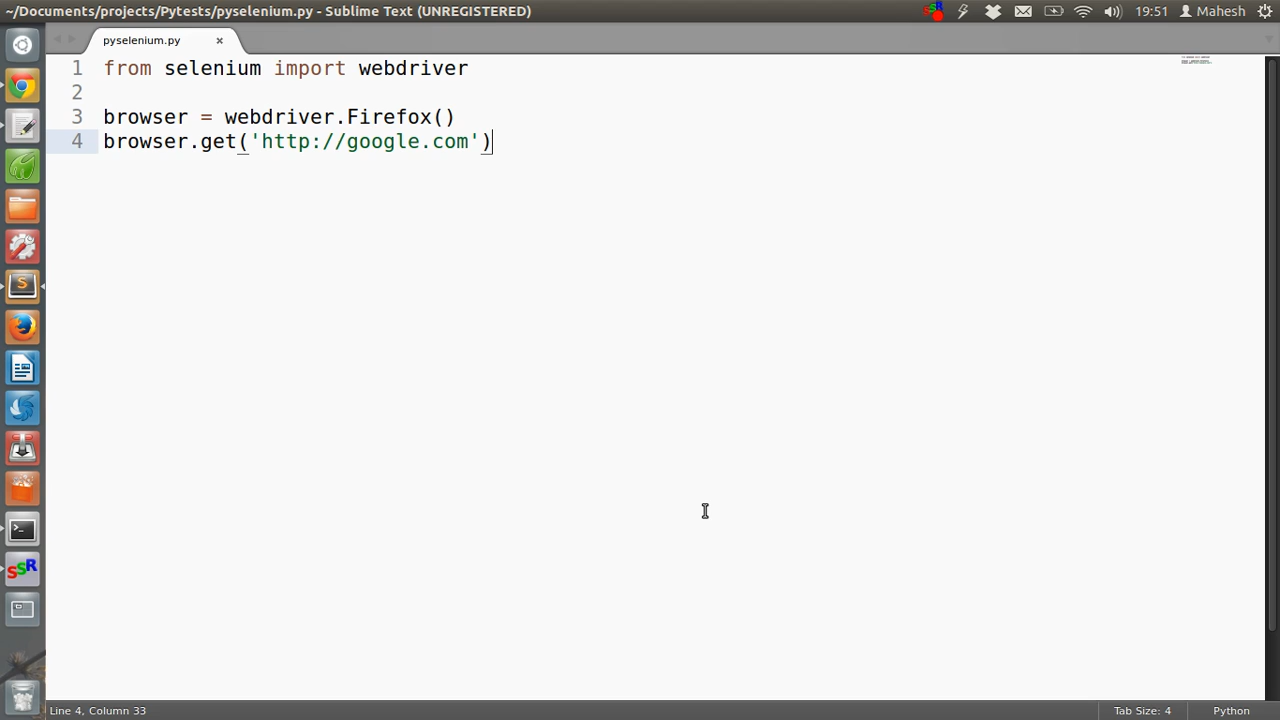 ~/Documents/projects/Pytests/pyselenium.py - Sublime Text (UNREGISTERED)
19:51
Mahesh
pyselenium.py
1 from selenium import webdriver
2
3 browser = webdriver.Firefox()
4 browser.get('http://google.com')
SSR
Line 4, Column 33
Tab Size: 4
Python